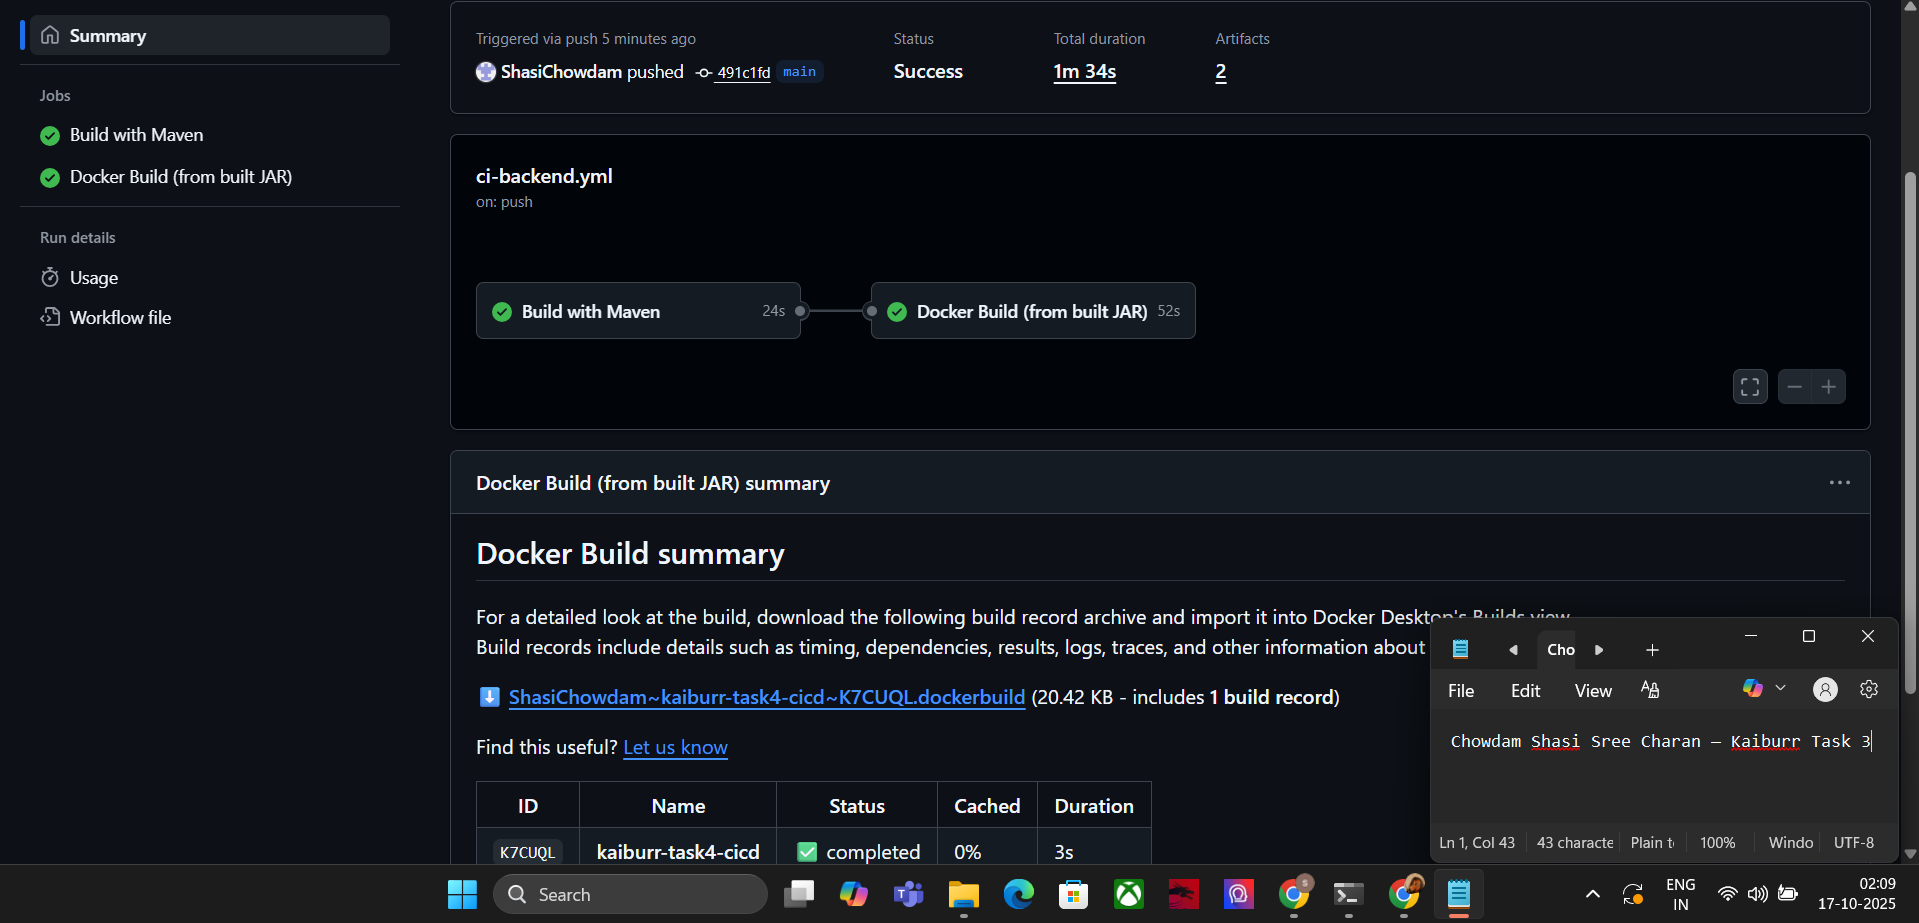 Summary
Jobs
Build with Maven
Docker Build (from built JAR)
Run details
Usage
Workflow file
Triggered via push 5 minutes ago
ShasiChowdam pushed 491c1fd main
Status
Success
Total duration
1m 34s
Artifacts
2
ci-backend.yml
on: push
Build with Maven 24s
Docker Build (from built JAR) 52s
Docker Build (from built JAR) summary
Docker Build summary
For a detailed look at the build, download the following build record archive and import it into Docker Desktop's Builds view
Build records include details such as timing, dependencies, results, logs, traces, and other information about
ShasiChowdam~kaiburr-task4-cicd~K7CUQL.dockerbuild (20.42 KB - includes 1 build record)
Find this useful? Let us know
ID Name Status Cached Duration
K7CUQL kaiburr-task4-cicd completed 0% 3s
Cho
File Edit View
Chowdam Shasi Sree Charan – Kaiburr Task 3
Ln 1, Col 43 43 characte Plain t 100% Windo UTF-8
Search
ENG
IN
02:09
17-10-2025